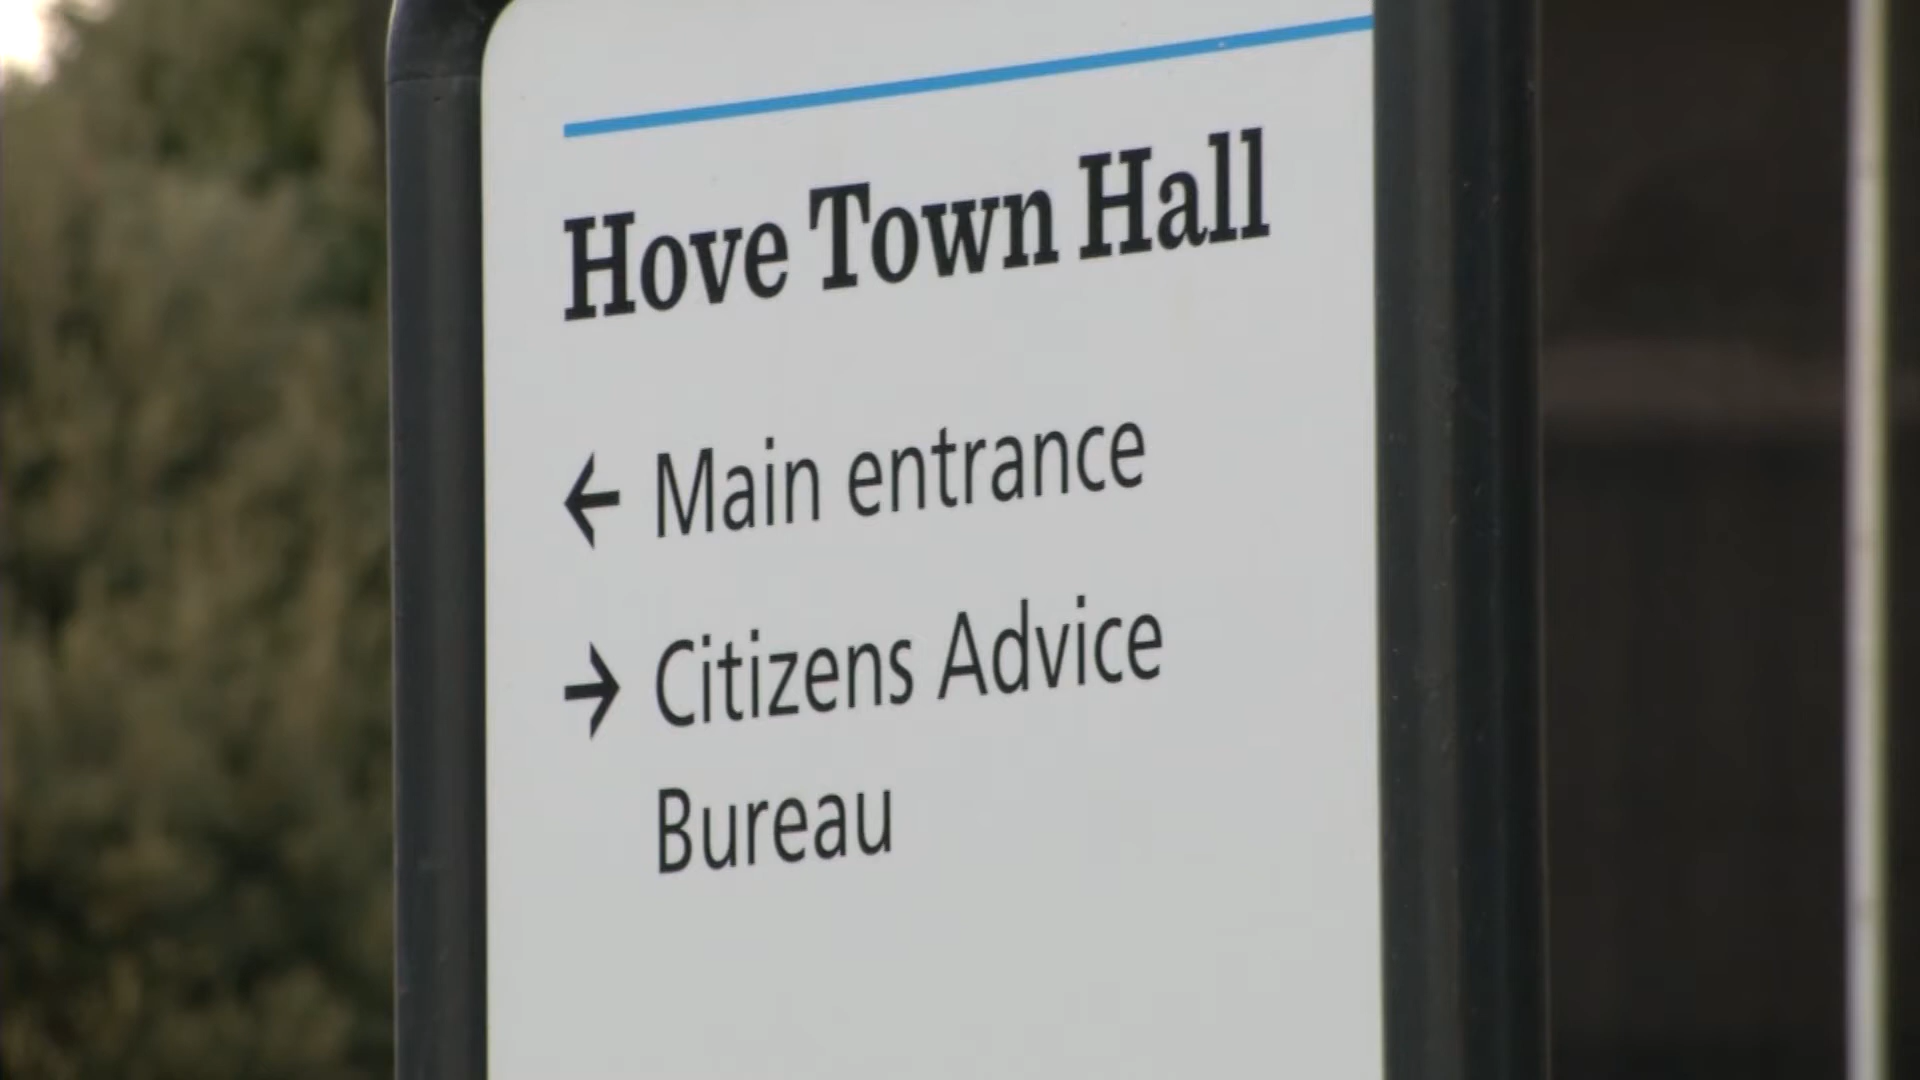 Hove Town Hall
← Main entrance
→ Citizens Advice
Bureau